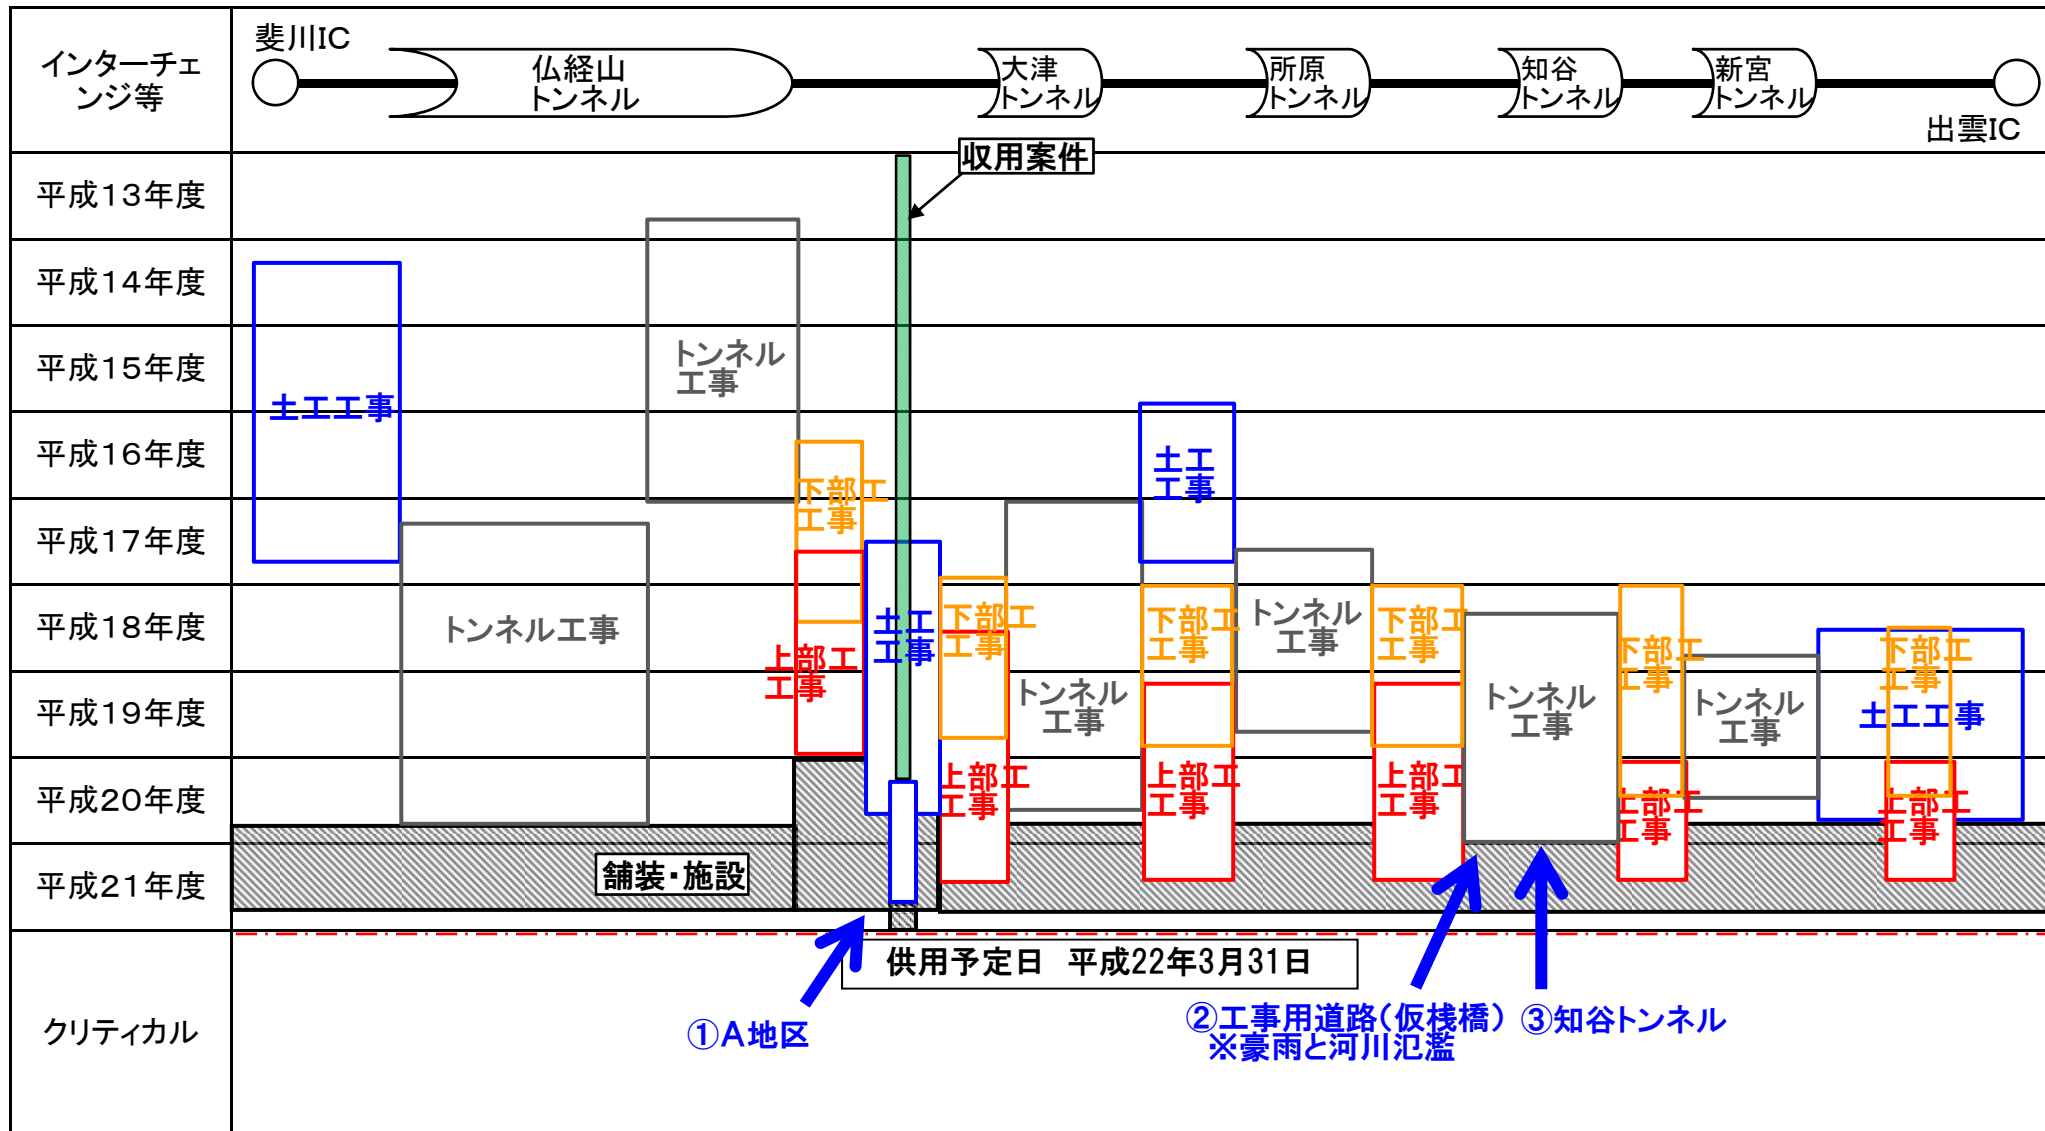 インターチェ
ンジ等
斐川IC
仏経山
トンネル
大津
トンネル
所原
トンネル
知谷
トンネル
新宮
トンネル
出雲IC
収用案件
平成13年度
平成14年度
平成15年度
平成16年度
平成17年度
平成18年度
平成19年度
平成20年度
平成21年度
クリティカル
土工工事
トンネル工事
トンネル
工事
下部工
工事
上部工
工事
土工
工事
下部工
工事
上部工
工事
トンネル
工事
土工
工事
下部工
工事
上部工
工事
トンネル
工事
下部工
工事
上部工
工事
トンネル
工事
下部工
工事
上部工
工事
トンネル
工事
下部工
工事
土工工事
上部工
工事
舗装・施設
供用予定日 平成22年3月31日
①A地区
②工事用道路(仮桟橋)
※豪雨と河川氾濫
③知谷トンネル